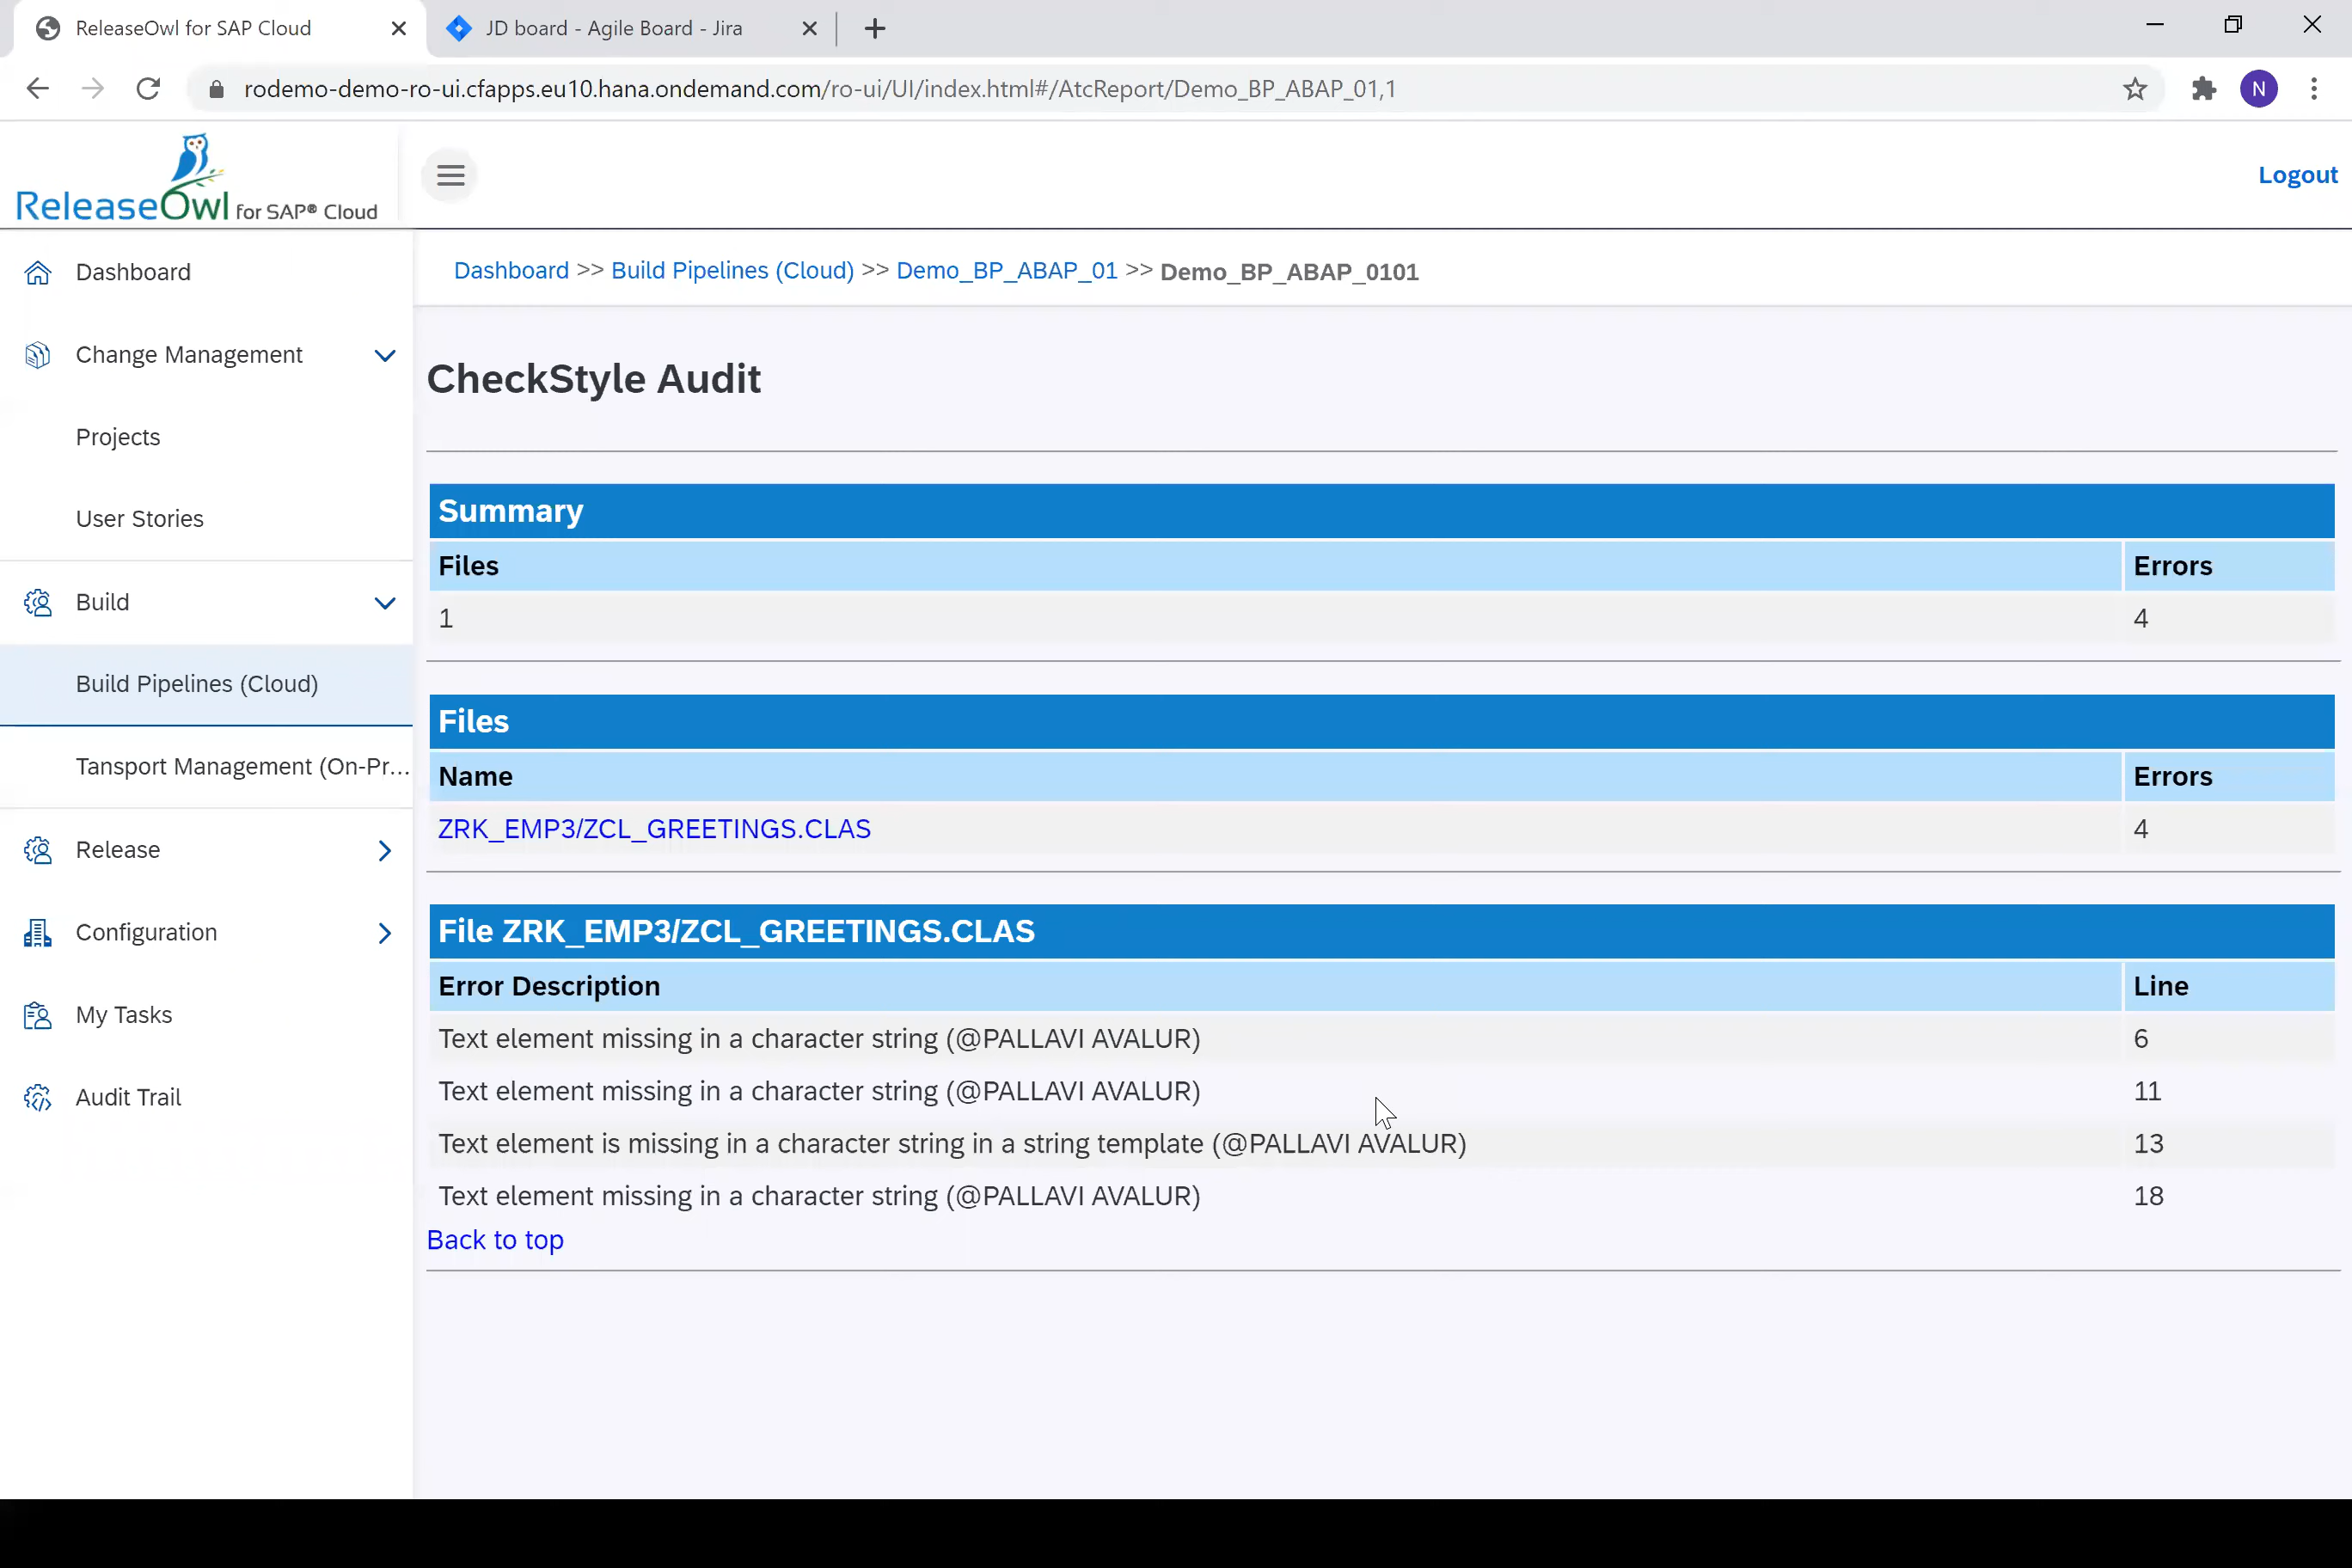 ReleaseOwl for SAP Cloud
JD board - Agile Board - Jira
rodemo-demo-ro-ui.cfapps.eu10.hana.ondemand.com/ro-ui/UI/index.html#/AtcReport/Demo_BP_ABAP_01,1
N
ReleaseOwl for SAP® Cloud
Logout
Dashboard
Change Management
Projects
User Stories
Build
Build Pipelines (Cloud)
Tansport Management (On-Pr...
Release
Configuration
My Tasks
Audit Trail
Dashboard >> Build Pipelines (Cloud) >> Demo_BP_ABAP_01 >> Demo_BP_ABAP_0101
CheckStyle Audit
Summary
Files Errors
1 4
Files
Name Errors
ZRK_EMP3/ZCL_GREETINGS.CLAS 4
File ZRK_EMP3/ZCL_GREETINGS.CLAS
Error Description Line
Text element missing in a character string (@PALLAVI AVALUR) 6
Text element missing in a character string (@PALLAVI AVALUR) 11
Text element is missing in a character string in a string template (@PALLAVI AVALUR) 13
Text element missing in a character string (@PALLAVI AVALUR) 18
Back to top